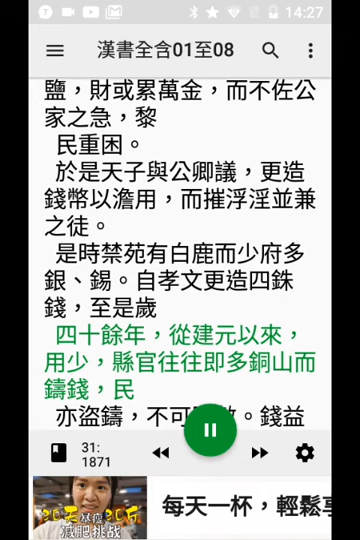 14:27
漢書全含01至08
鹽，財或累萬金，而不佐公
家之急，黎
民重困。
於是天子與公卿議，更造
錢幣以澹用，而摧浮淫並兼
之徒。
是時禁苑有白鹿而少府多
銀、錫。自孝文更造四銖
錢，至是歲
四十餘年，從建元以來，
用少，縣官往往即多銅山而
鑄錢，民
亦盜鑄，不可
。錢益
31:
1871
減肥挑战
每天一杯，輕鬆